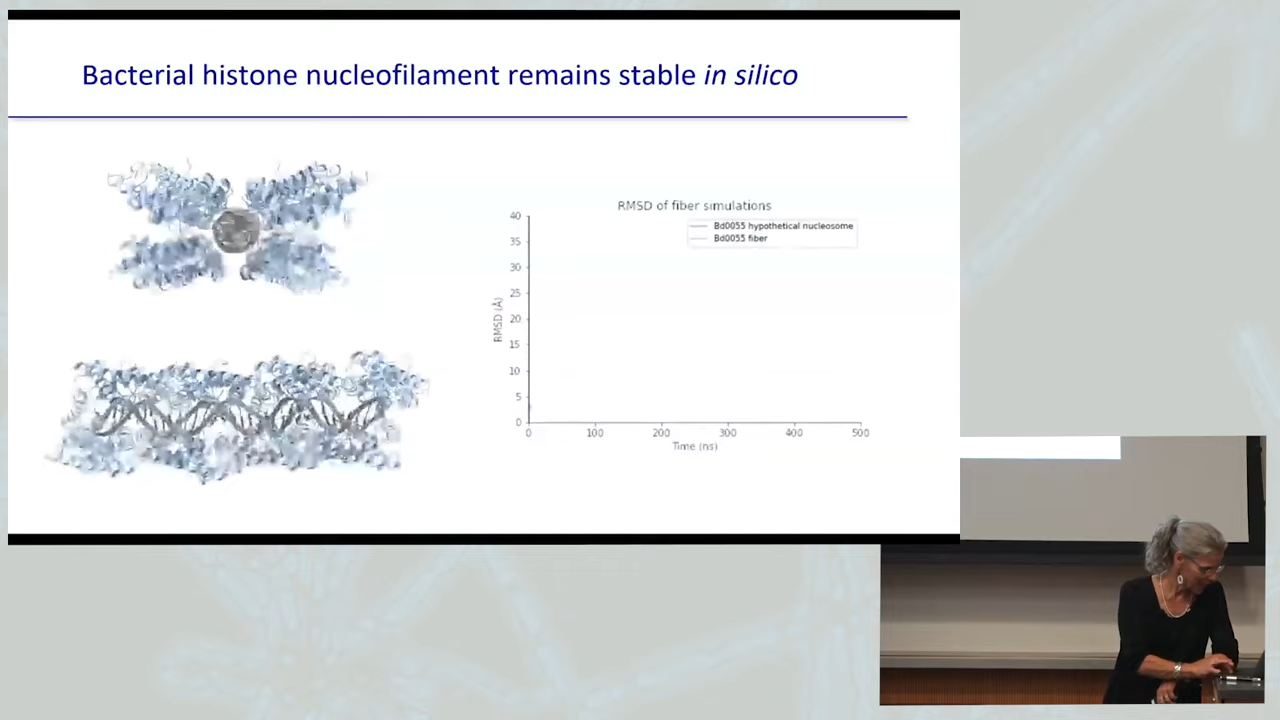 Bacterial histone nucleofilament remains stable in silico
RMSD of fiber simulations
Bd0055 hypothetical nucleosome
Bd0055 fiber
40
35
30
25
20
15
10
5
0
RMSD (Å)
0 100 200 300 400 500
Time (ns)